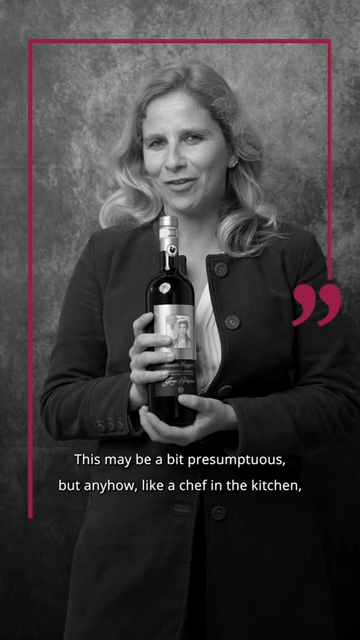 This may be a bit presumptuous,
but anyhow, like a chef in the kitchen,